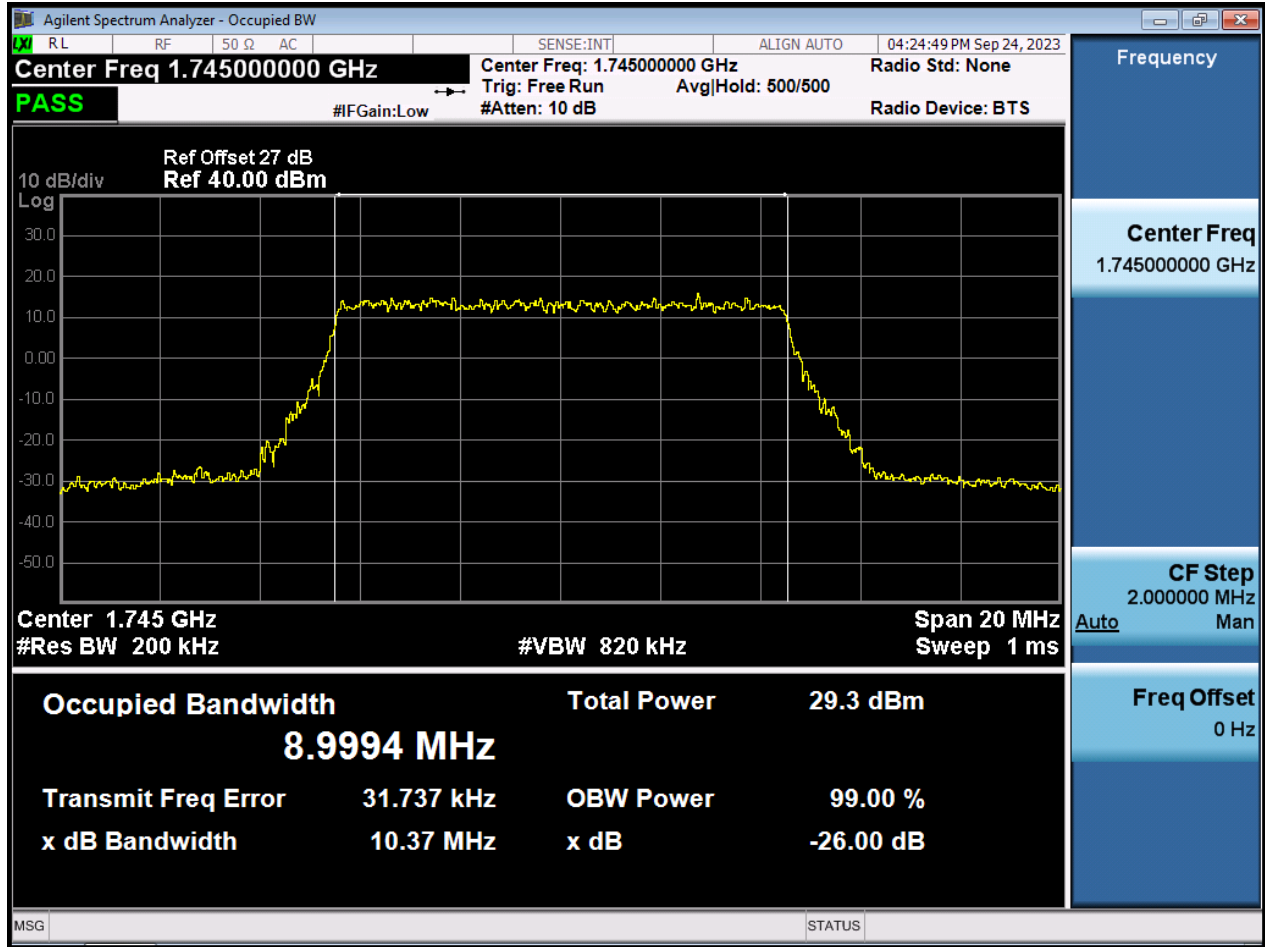 Agilent Spectrum Analyzer - Occupied BW
LXI RL RF 50 Ω AC SENSE:INT ALIGN AUTO 04:24:49 PM Sep 24, 2023
Center Freq 1.745000000 GHz
PASS
#IFGain:Low
Center Freq: 1.745000000 GHz
Trig: Free Run Avg|Hold: 500/500
#Atten: 10 dB
Radio Std: None
Radio Device: BTS
Ref Offset 27 dB
10 dB/div Ref 40.00 dBm
Log
30.0
20.0
10.0
0.00
-10.0
-20.0
-30.0
-40.0
-50.0
Center 1.745 GHz Span 20 MHz
#Res BW 200 kHz #VBW 820 kHz Sweep 1 ms
Occupied Bandwidth Total Power 29.3 dBm
8.9994 MHz
Transmit Freq Error 31.737 kHz OBW Power 99.00 %
x dB Bandwidth 10.37 MHz x dB -26.00 dB
Frequency
Center Freq
1.745000000 GHz
CF Step
2.000000 MHz
Auto Man
Freq Offset
0 Hz
MSG STATUS